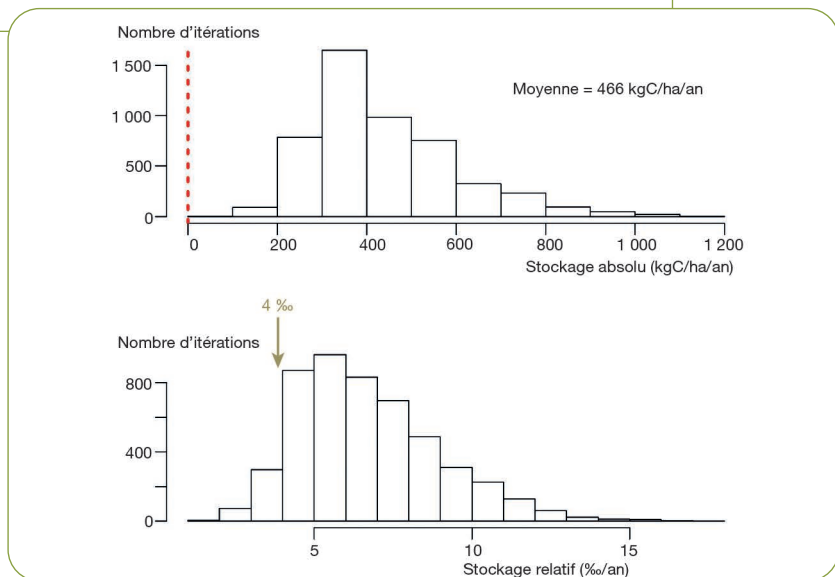 Nombre d'itérations
1 500
Moyenne = 466 kgC/ha/an
1 000
500
0
0 200 400 600 800 1 000 1 200
Stockage absolu (kgC/ha/an)
4 ‰
Nombre d'itérations
800
400
0
5 10 15
Stockage relatif (‰/an)